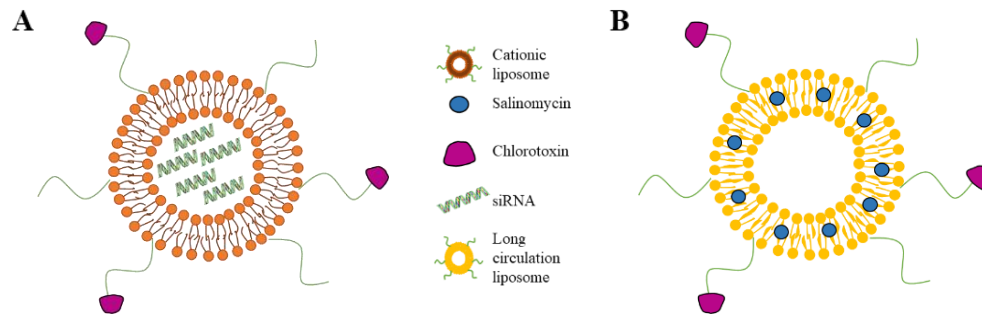 A
B
Cationic
liposome
Salinomycin
Chlorotoxin
siRNA
Long
circulation
liposome